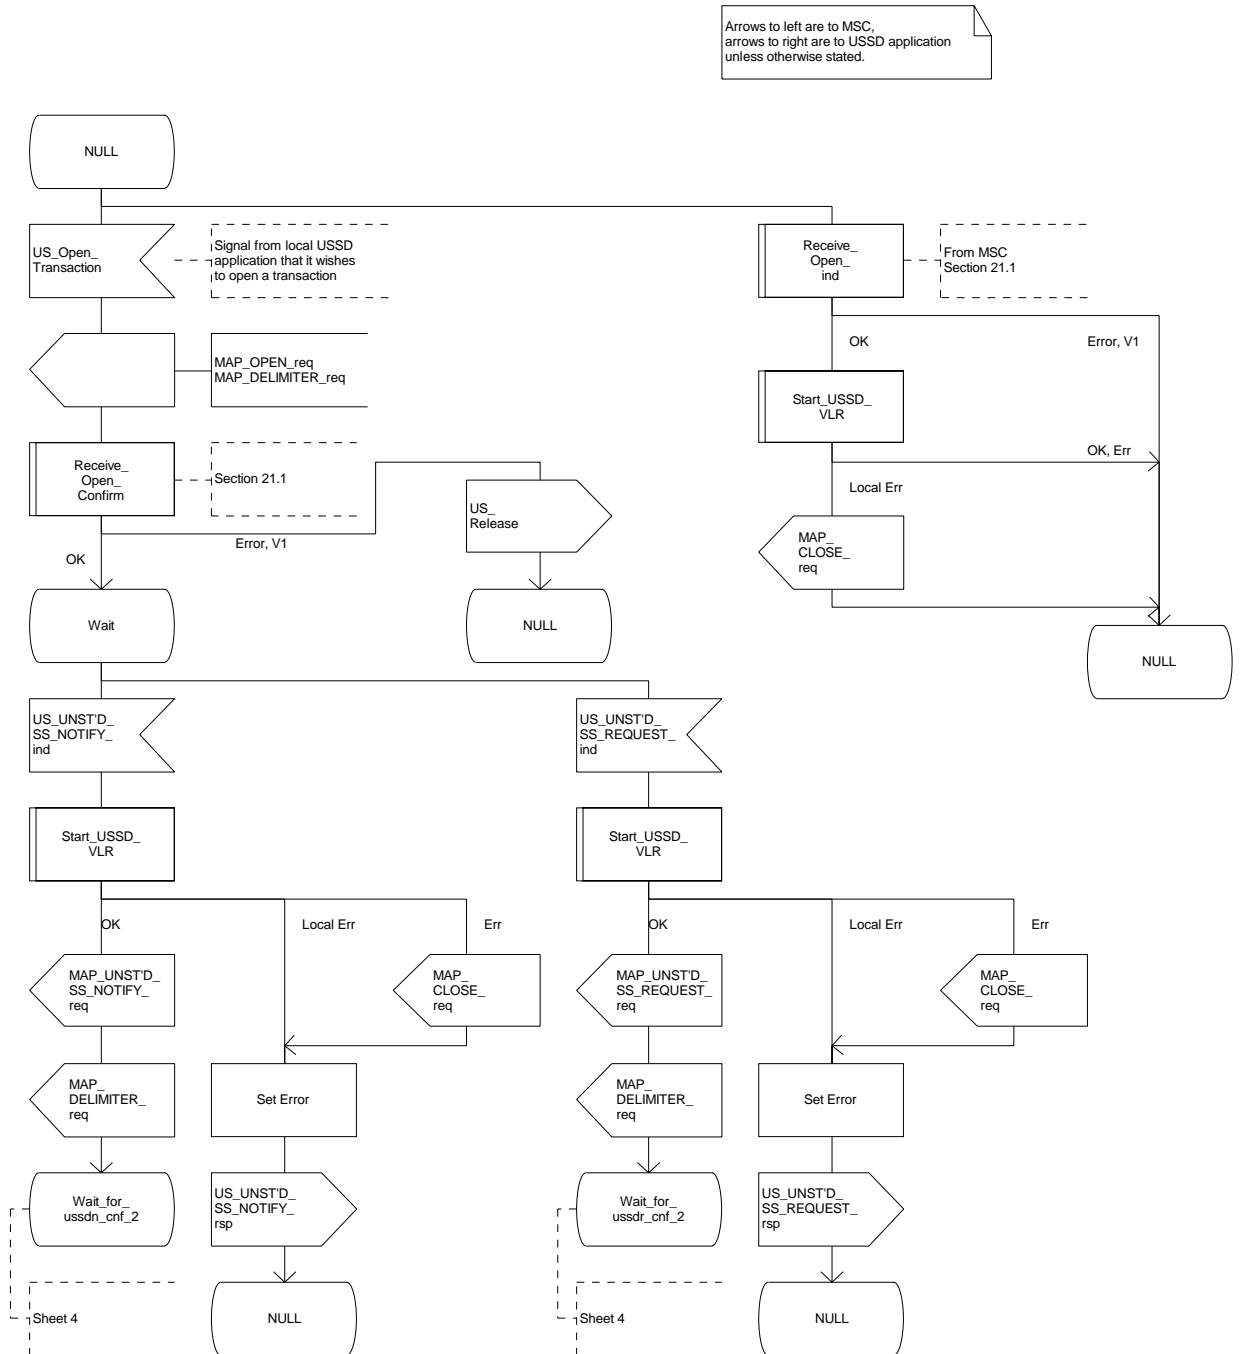 Arrows to left are to MSC,
arrows to right are to USSD application
unless otherwise stated.
NULL
US_Open_
Transaction
Signal from local USSD
application that it wishes
to open a transaction
Receive_
Open_
ind
From MSC
Section 21.1
MAP_OPEN_req
MAP_DELIMITER_req
OK
Error, V1
Start_USSD_
VLR
Receive_
Open_
Confirm
Section 21.1
OK, Err
Local Err
US_
Release
Error, V1
OK
MAP_
CLOSE_
req
Wait
NULL
NULL
US_UNST'D_
SS_NOTIFY_
ind
US_UNST'D_
SS_REQUEST_
ind
Start_USSD_
VLR
Start_USSD_
VLR
OK
Local Err
Err
OK
Local Err
Err
MAP_UNST'D_
SS_NOTIFY_
req
MAP_
CLOSE_
req
MAP_UNST'D_
SS_REQUEST_
req
MAP_
CLOSE_
req
MAP_
DELIMITER_
req
Set Error
MAP_
DELIMITER_
req
Set Error
Wait_for_
ussdn_cnf_2
US_UNST'D_
SS_NOTIFY_
rsp
Wait_for_
ussdr_cnf_2
US_UNST'D_
SS_REQUEST_
rsp
Sheet 4
NULL
Sheet 4
NULL